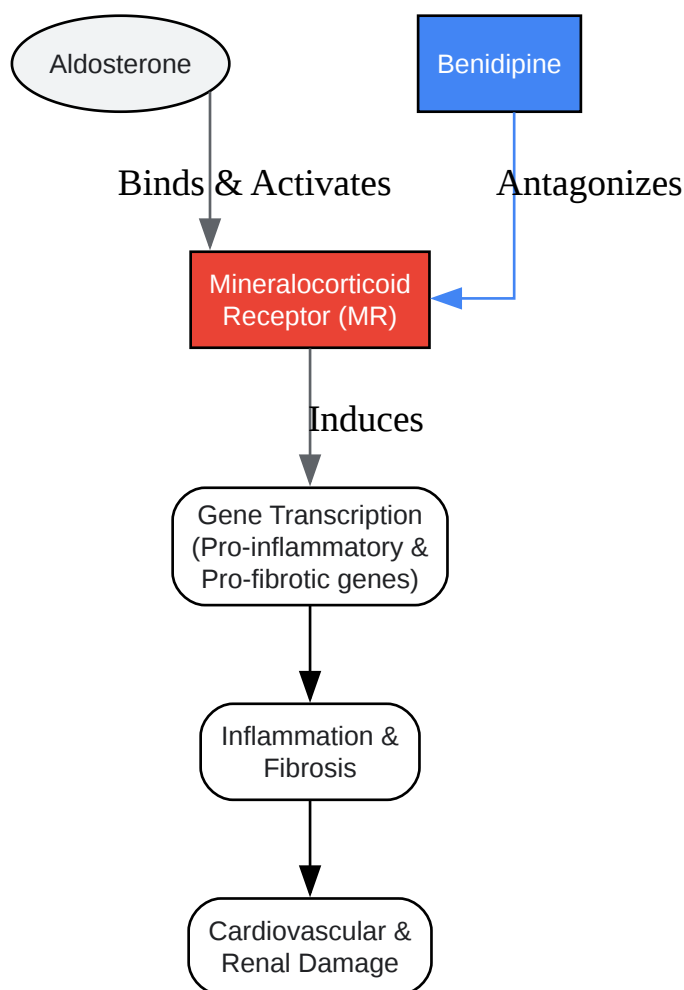 Aldosterone
Benidipine
Binds & Activates
Antagonizes
Mineralocorticoid
Receptor (MR)
Induces
Gene Transcription
(Pro-inflammatory &
Pro-fibrotic genes)
Inflammation &
Fibrosis
Cardiovascular &
Renal Damage